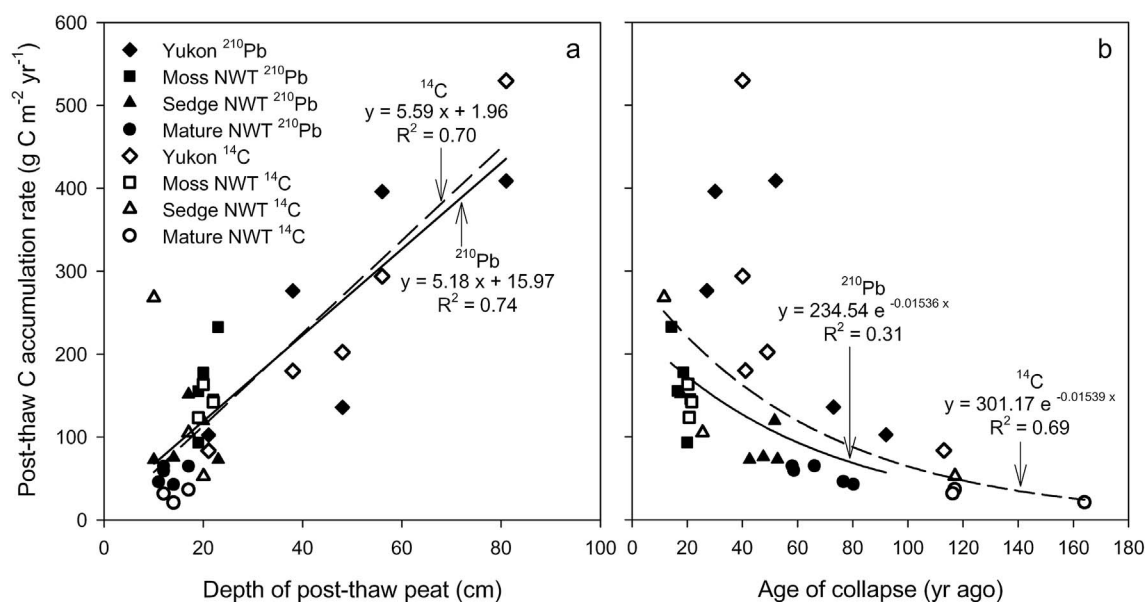 Post-thaw C accumulation rate (g C m⁻² yr⁻¹)
600
500
400
300
200
100
0
a
Yukon ²¹⁰Pb
Moss NWT ²¹⁰Pb
Sedge NWT ²¹⁰Pb
Mature NWT ²¹⁰Pb
Yukon ¹⁴C
Moss NWT ¹⁴C
Sedge NWT ¹⁴C
Mature NWT ¹⁴C
¹⁴C
y = 5.59 x + 1.96
R² = 0.70
²¹⁰Pb
y = 5.18 x + 15.97
R² = 0.74
0 20 40 60 80 100
Depth of post-thaw peat (cm)
b
²¹⁰Pb
y = 234.54 e ⁻⁰·⁰¹⁵³⁶ ˣ
R² = 0.31
¹⁴C
y = 301.17 e ⁻⁰·⁰¹⁵³⁹ ˣ
R² = 0.69
0 20 40 60 80 100 120 140 160 180
Age of collapse (yr ago)